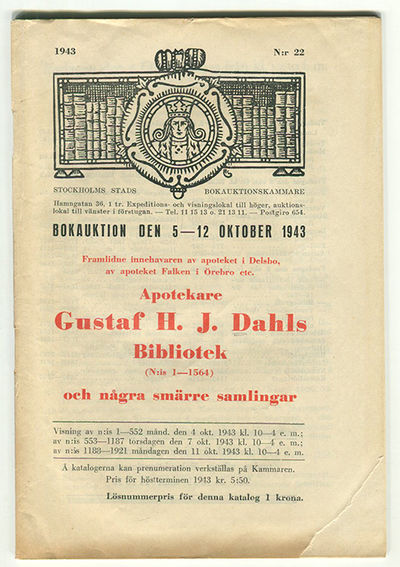 1943 N:r 22
STOCKHOLMS STADS BOKAUKTIONSKAMMARE
Hamngatan 36, 1 tr. Expeditions- och visningslokal till höger, auktions-
lokal till vänster i förstugan. — Tel. 11 15 13 o. 21 13 11. — Postgiro 654.
BOKAUKTION DEN 5—12 OKTOBER 1943
Framlidne innehavaren av apoteket i Delsbo,
av apoteket Falken i Örebro etc.
Apotekare
Gustaf H. J. Dahls
Bibliotek
(N:is 1—1564)
och några smärre samlingar
Visning av n:is 1—552 månd. den 4 okt. 1943 kl. 10—4 e. m.;
av n:is 553—1187 torsdagen den 7 okt. 1943 kl. 10—4 e. m.;
av n:is 1188—1921 måndagen den 11 okt. 1943 kl. 10—4 e. m.
Å katalogerna kan prenumeration verkställas på Kammaren.
Pris för höstterminen 1943 kr. 5:50.
Lösnummerpris för denna katalog 1 krona.